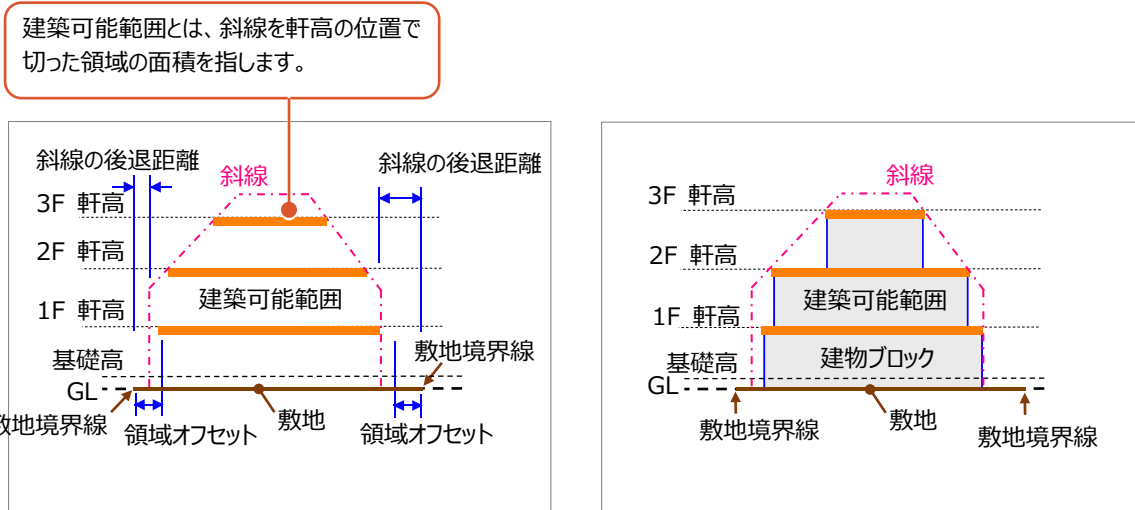 建築可能範囲とは、斜線を軒高の位置で
切った領域の面積を指します。
斜線の後退距離
斜線
斜線の後退距離
3F 軒高
2F 軒高
建築可能範囲
1F 軒高
基礎高
敷地境界線
GL
敷地境界線
領域オフセット
敷地
領域オフセット
斜線
3F 軒高
2F 軒高
建築可能範囲
1F 軒高
建物ブロック
基礎高
GL
敷地境界線
敷地
敷地境界線